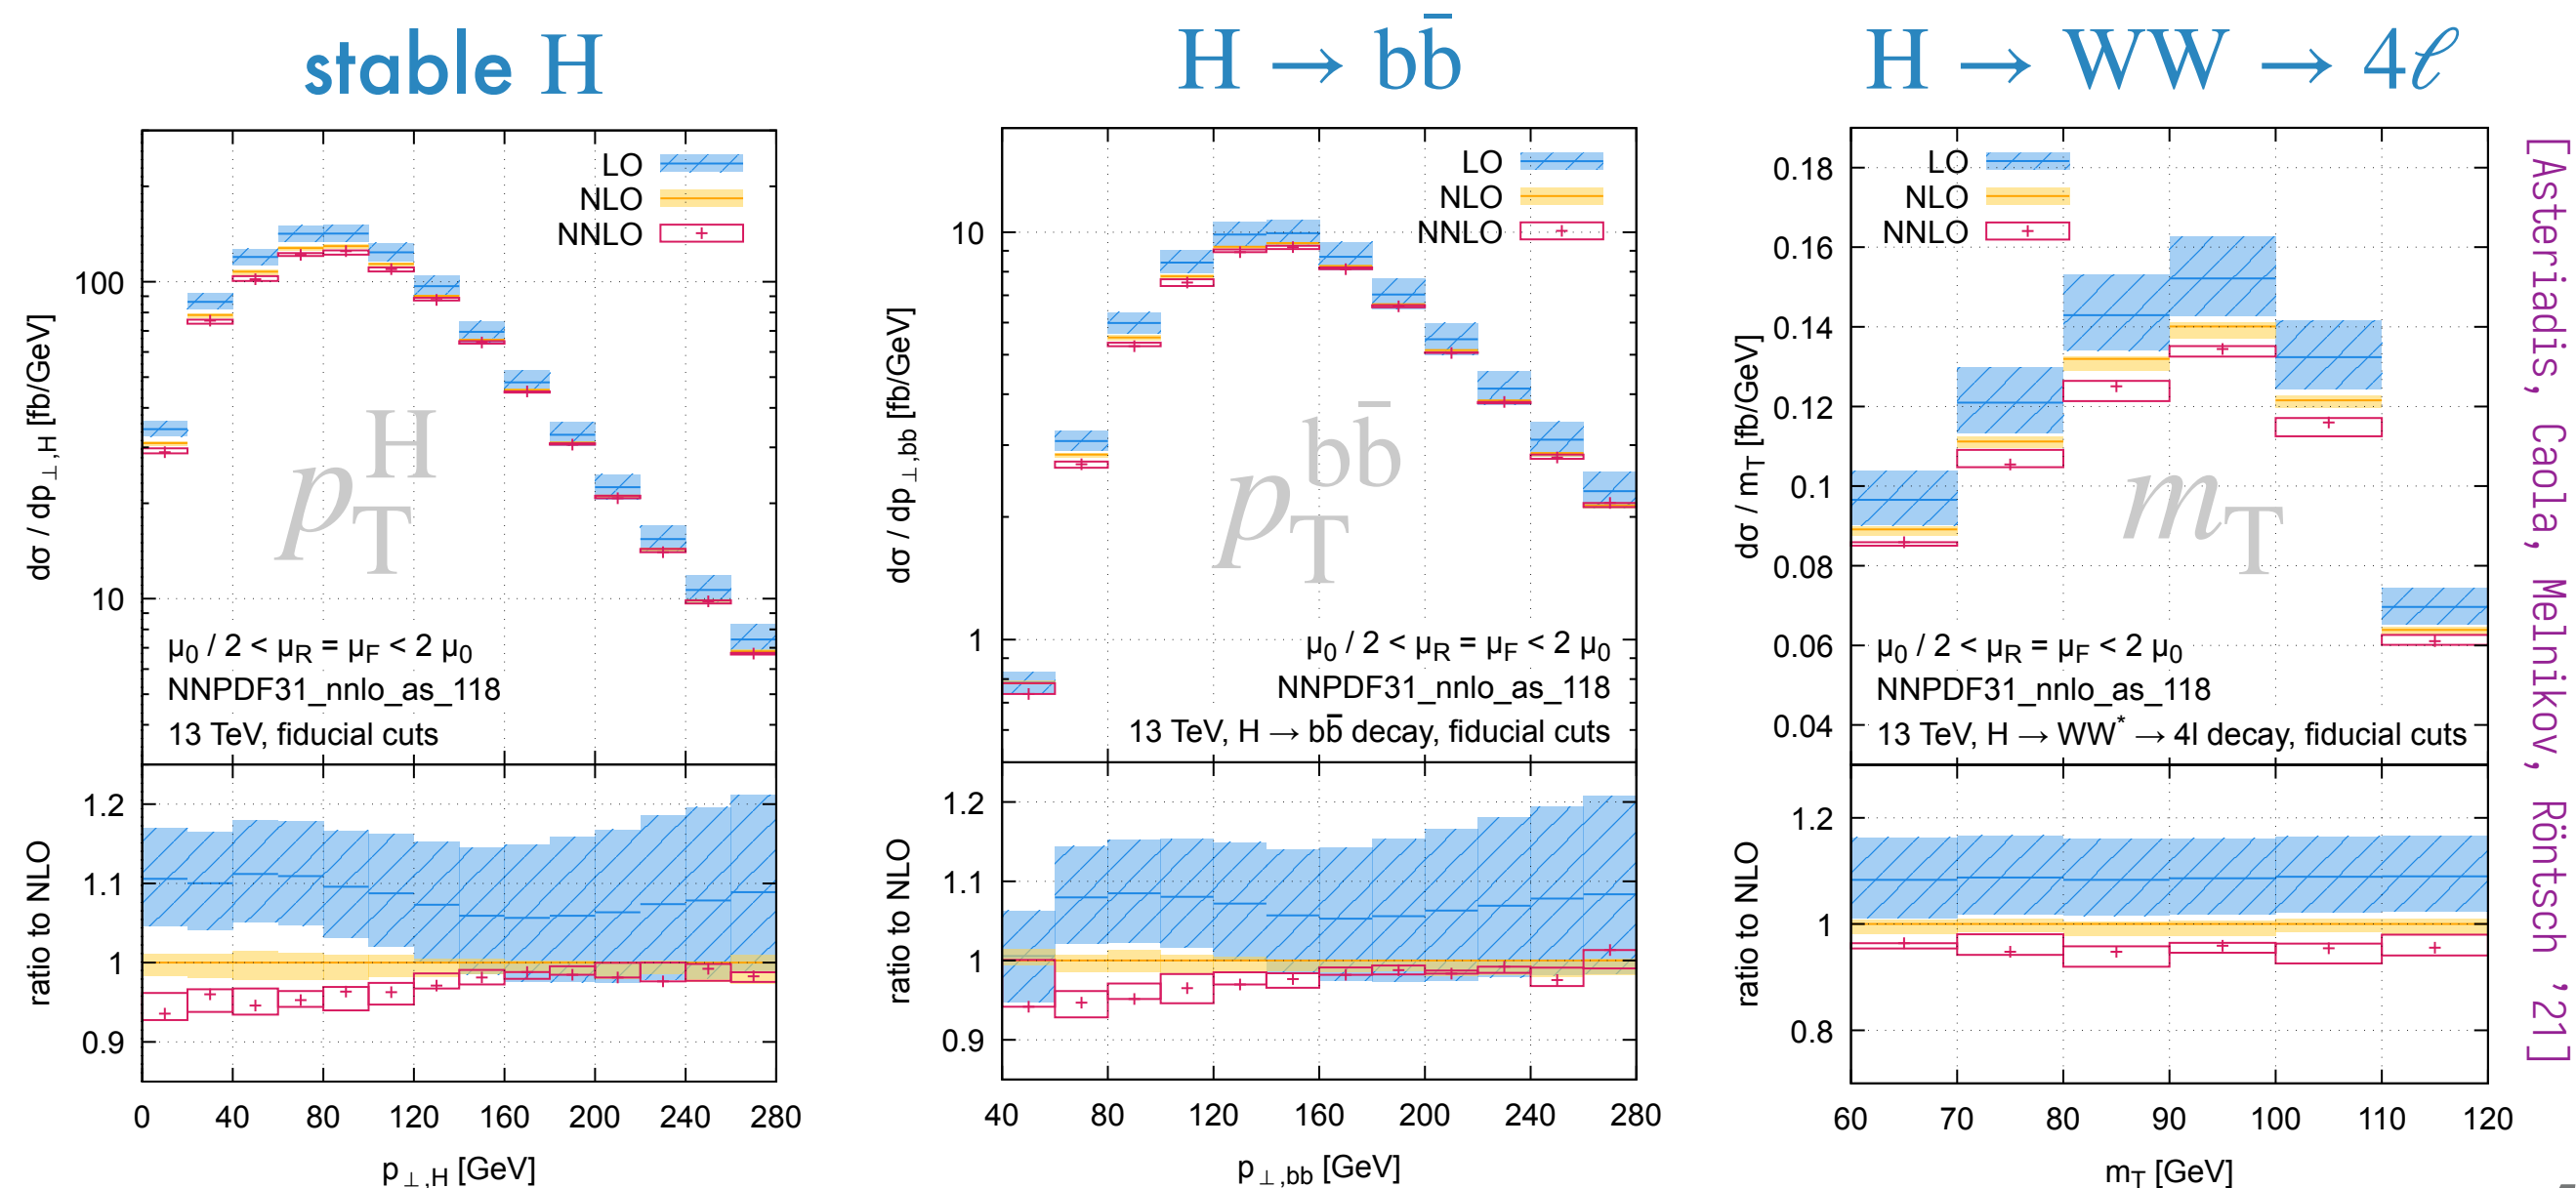 stable H
LO
NLO
NNLO
100
10
dσ / dp⊥,H [fb/GeV]
p_T^H
μ0 / 2 < μR = μF < 2 μ0
NNPDF31_nnlo_as_118
13 TeV, fiducial cuts
1.2
1.1
1
0.9
ratio to NLO
0 40 80 120 160 200 240 280
p⊥,H [GeV]
H → bb̄
LO
NLO
NNLO
10
1
dσ / dp⊥,bb [fb/GeV]
p_T^bb̄
μ0 / 2 < μR = μF < 2 μ0
NNPDF31_nnlo_as_118
13 TeV, H → bb̄ decay, fiducial cuts
1.2
1.1
1
0.9
ratio to NLO
40 80 120 160 200 240 280
p⊥,bb [GeV]
H → WW → 4ℓ
LO
NLO
NNLO
0.18
0.16
0.14
0.12
0.1
0.08
0.06
0.04
dσ / mT [fb/GeV]
mT
μ0 / 2 < μR = μF < 2 μ0
NNPDF31_nnlo_as_118
13 TeV, H → WW* → 4l decay, fiducial cuts
1.2
1
0.8
ratio to NLO
60 70 80 90 100 110 120
mT [GeV]
[Asteriadis, Caola, Melnikov, Röntsch '21]